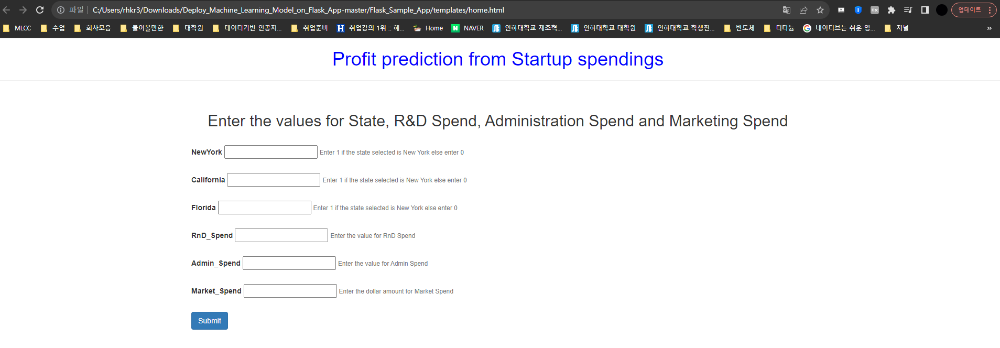 파일 C:/Users/rhkr3/Downloads/Deploy_Machine_Learning_Model_on_Flask_App-master/Flask_Sample_App/templates/home.html EX 업데이트
MLCC 수업 회사모음 물어볼만한 대학원 데이터기반 인공지... 취업준비 H 취업강의 1위 :: 해... Home N NAVER 인하대학교 제조혁... 인하대학교 대학원 인하대학교 학생진... 반도체 티타늄 G 네이티브는 쉬운 영... 저널 »
Profit prediction from Startup spendings
Enter the values for State, R&D Spend, Administration Spend and Marketing Spend
NewYork Enter 1 if the state selected is New York else enter 0
California Enter 1 if the state selected is New York else enter 0
Florida Enter 1 if the state selected is New York else enter 0
RnD_Spend Enter the value for RnD Spend
Admin_Spend Enter the value for Admin Spend
Market_Spend Enter the dollar amount for Market Spend
Submit